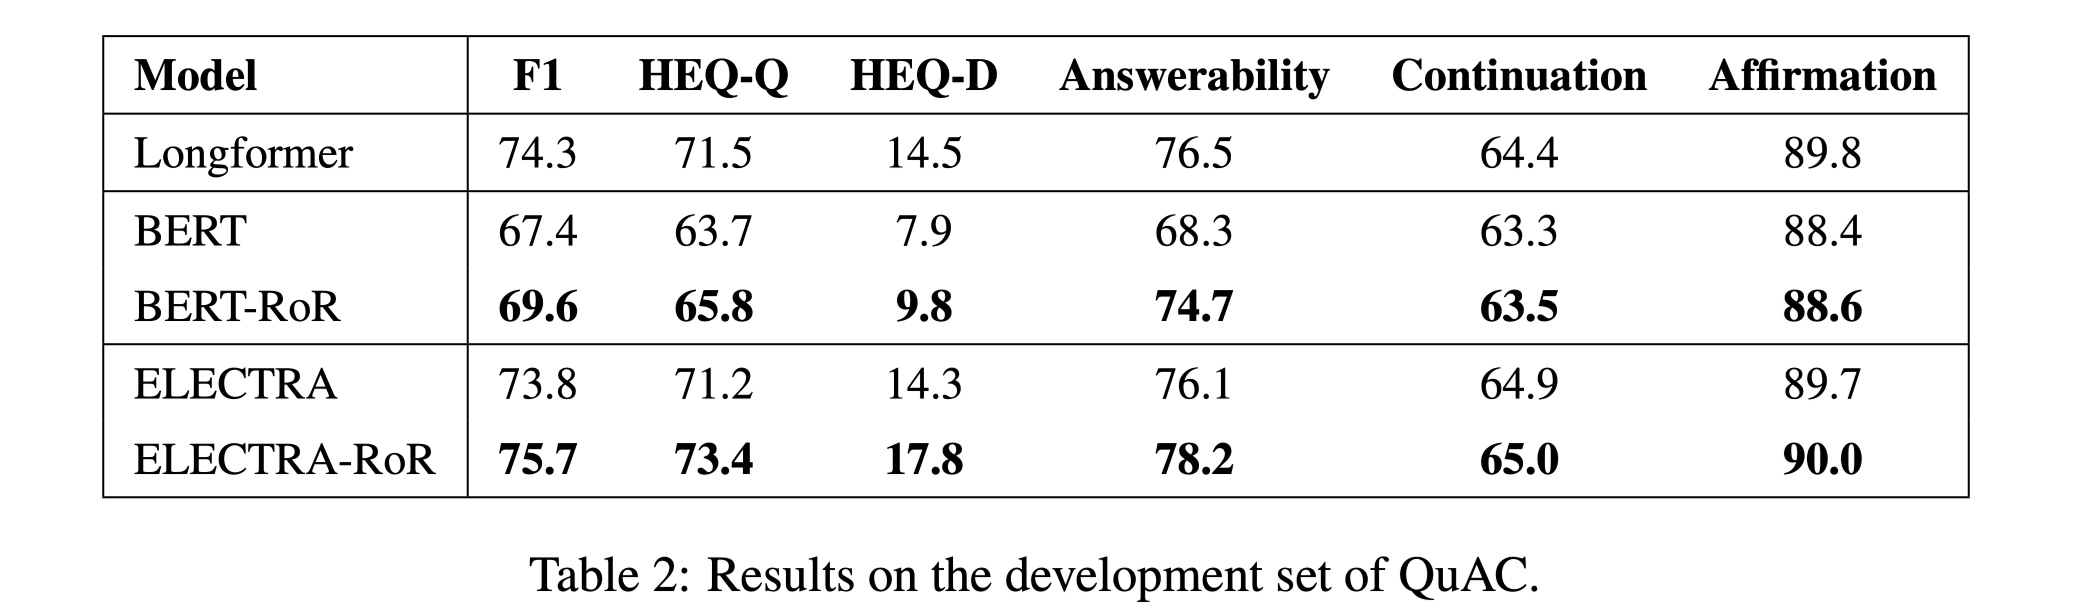 Model F1 HEQ-Q HEQ-D Answerability Continuation Affirmation
Longformer 74.3 71.5 14.5 76.5 64.4 89.8
BERT 67.4 63.7 7.9 68.3 63.3 88.4
BERT-RoR 69.6 65.8 9.8 74.7 63.5 88.6
ELECTRA 73.8 71.2 14.3 76.1 64.9 89.7
ELECTRA-RoR 75.7 73.4 17.8 78.2 65.0 90.0
Table 2: Results on the development set of QuAC.